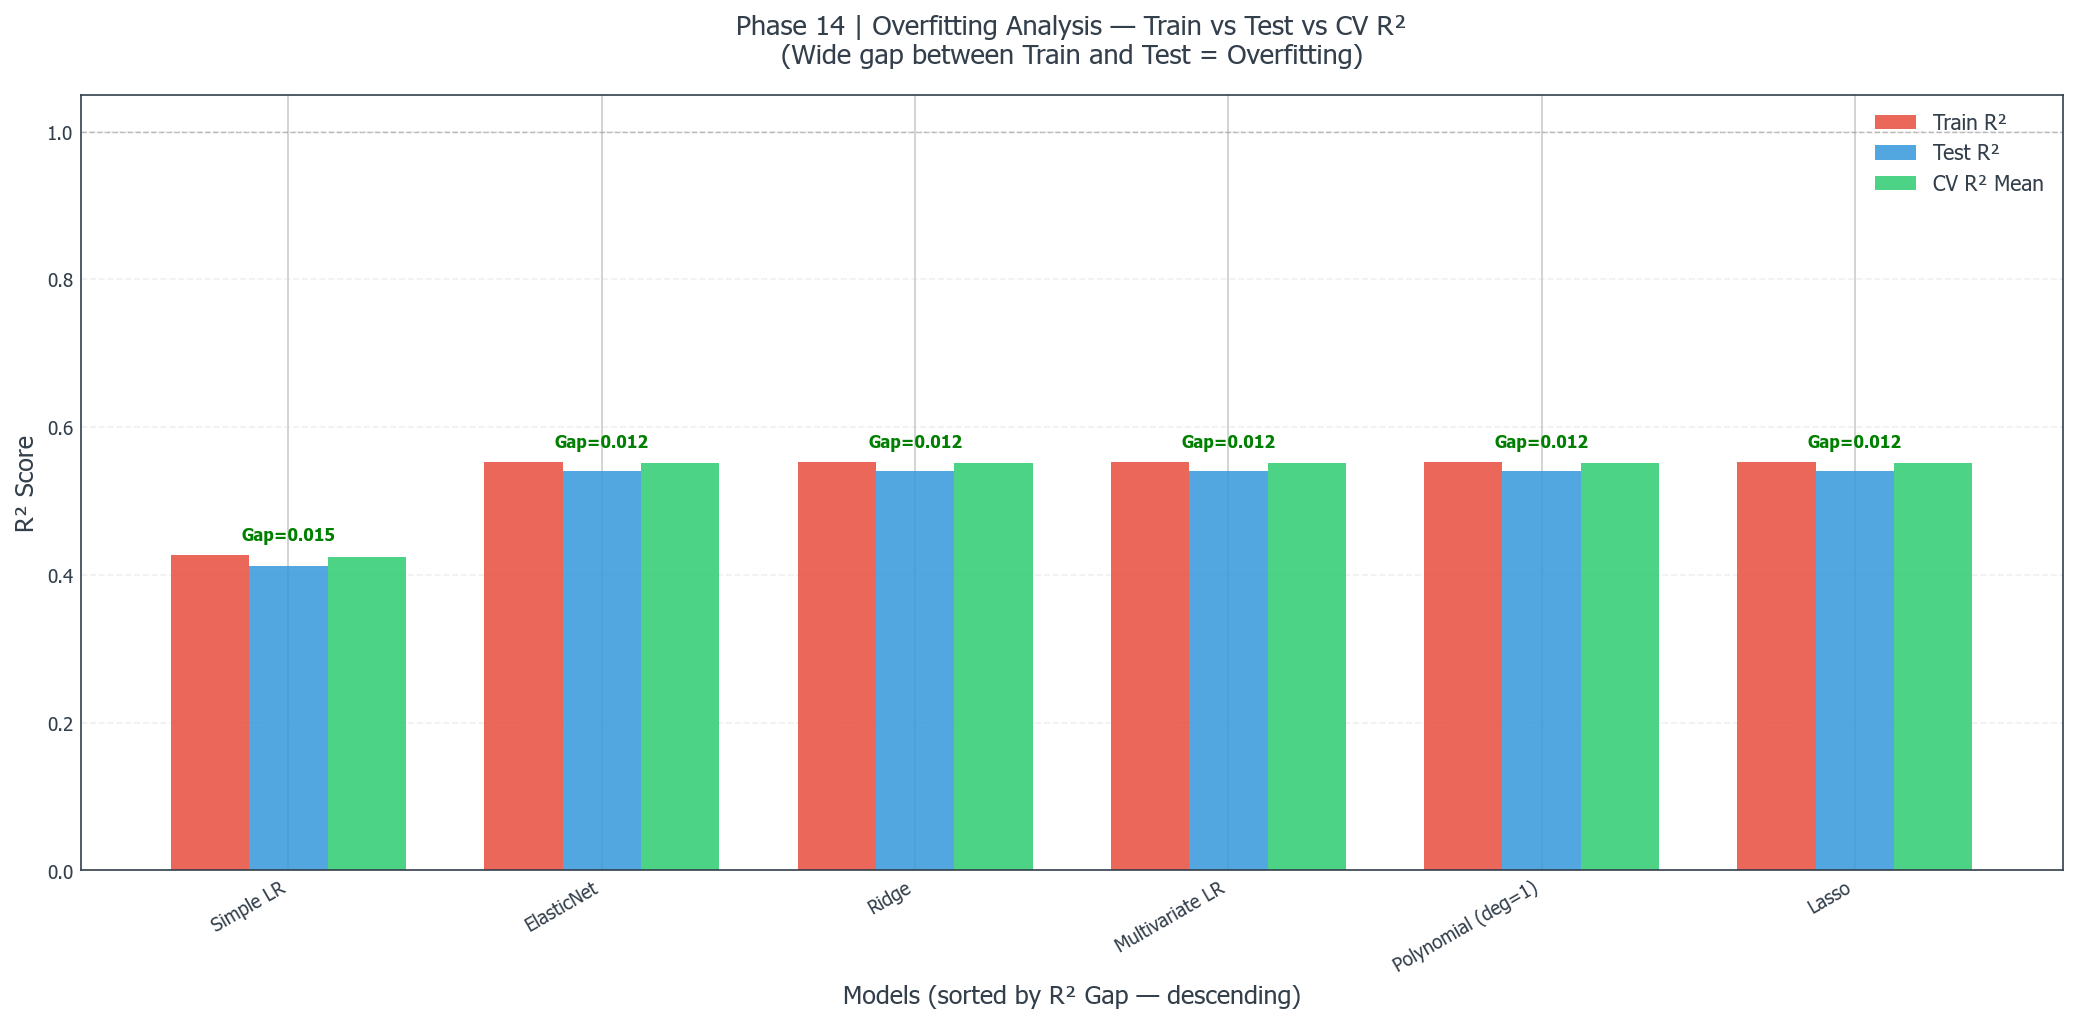 Phase 14 | Overfitting Analysis — Train vs Test vs CV R²
(Wide gap between Train and Test = Overfitting)
Train R²
Test R²
CV R² Mean
R² Score
1.0
0.8
0.6
0.4
0.2
0.0
Gap=0.015
Gap=0.012
Gap=0.012
Gap=0.012
Gap=0.012
Gap=0.012
Simple LR
ElasticNet
Ridge
Multivariate LR
Polynomial (deg=1)
Lasso
Models (sorted by R² Gap — descending)